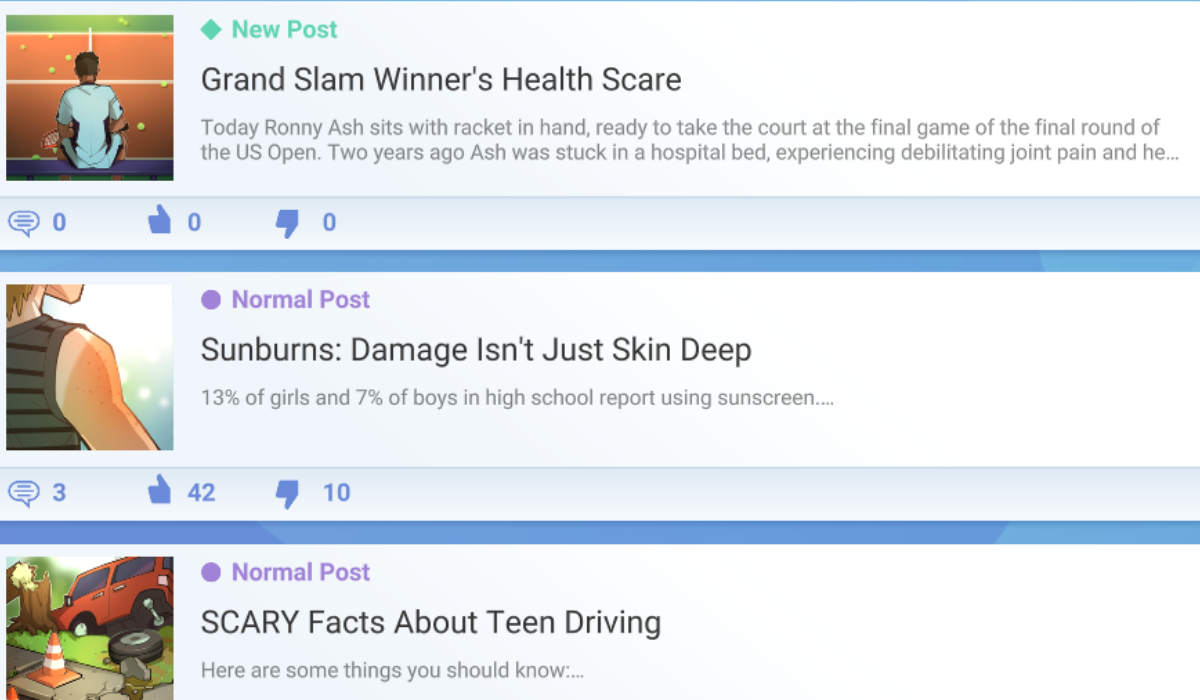 New Post
Grand Slam Winner's Health Scare
Today Ronny Ash sits with racket in hand, ready to take the court at the final game of the final round of
the US Open. Two years ago Ash was stuck in a hospital bed, experiencing debilitating joint pain and he...
0 0 0
Normal Post
Sunburns: Damage Isn't Just Skin Deep
13% of girls and 7% of boys in high school report using sunscreen....
3 42 10
Normal Post
SCARY Facts About Teen Driving
Here are some things you should know:...